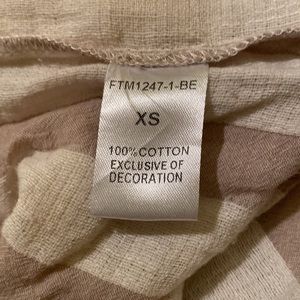 FTM1247-1-BE
XS
100% COTTON
EXCLUSIVE OF
DECORATION